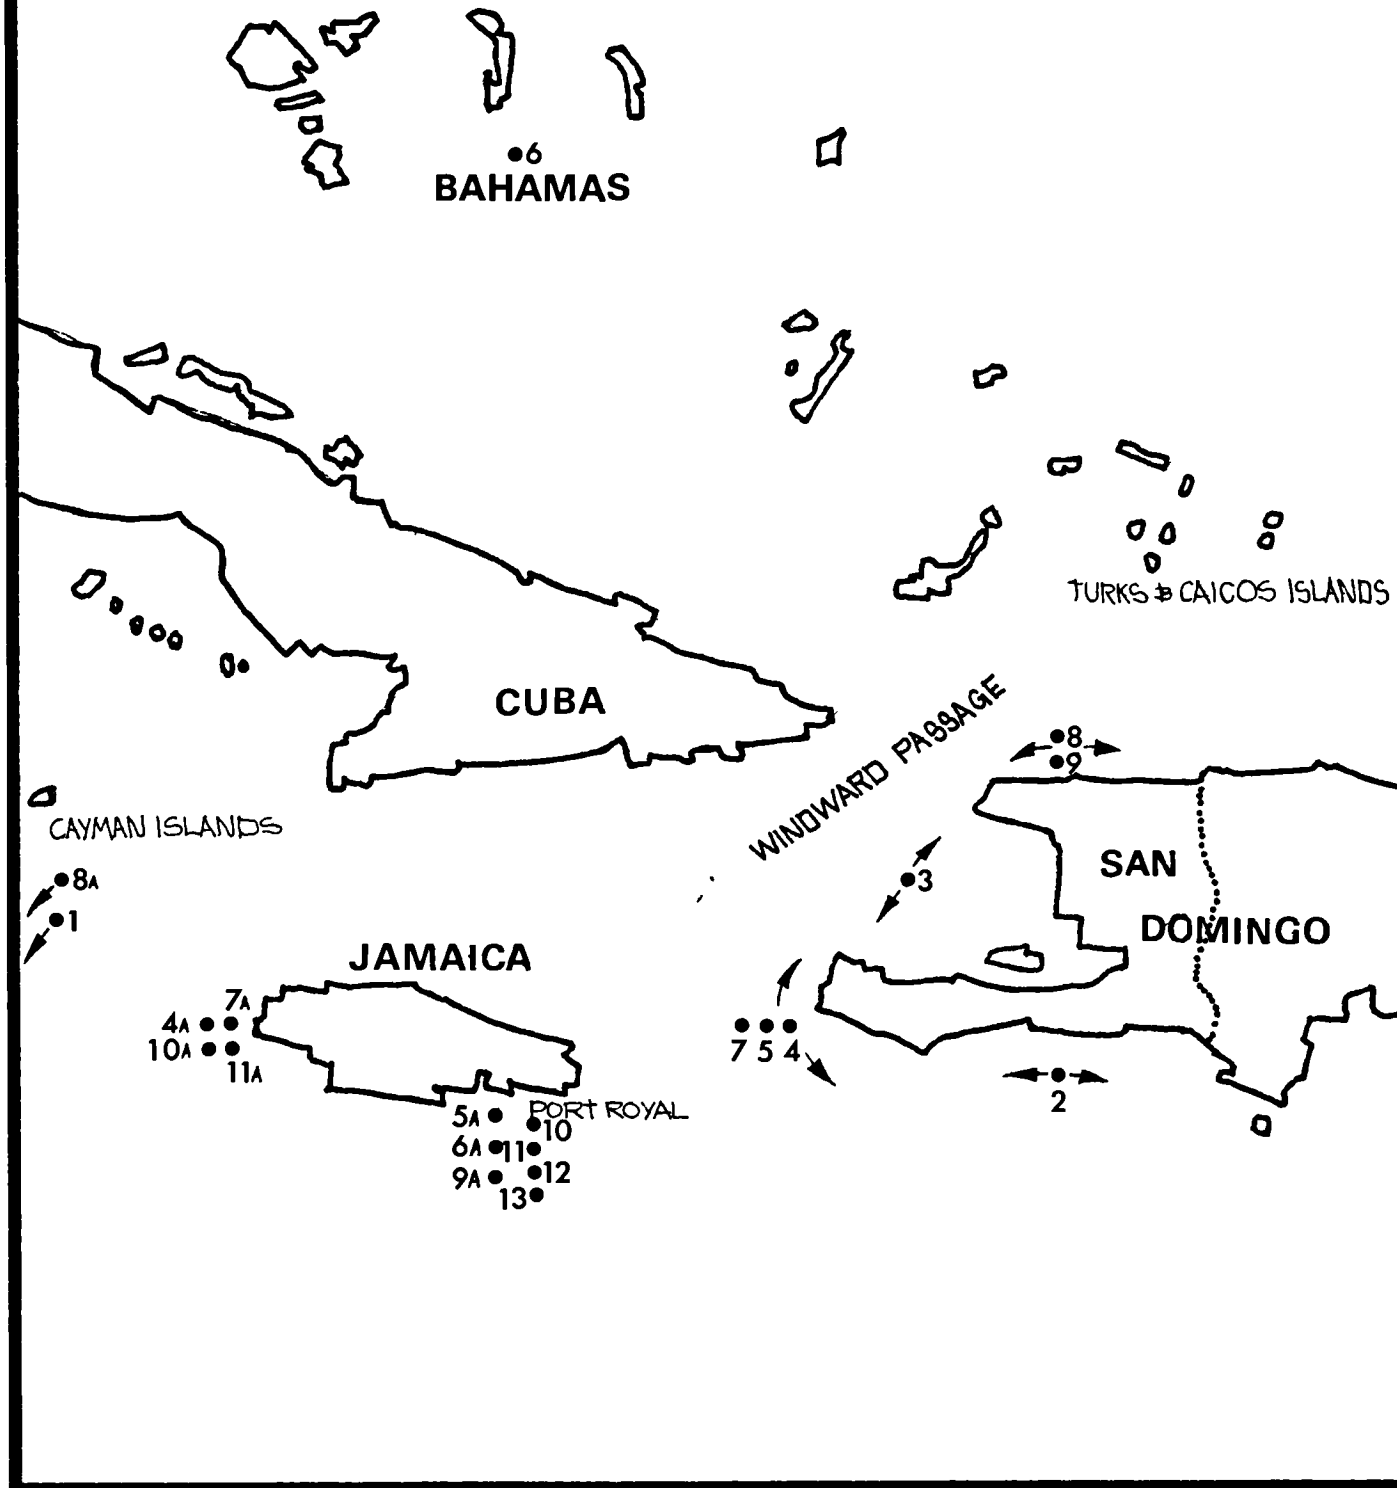 6
BAHAMAS
TURKS & CAICOS ISLANDS
CUBA
WINDWARD PASSAGE
8
9
CAYMAN ISLANDS
SAN
8A
3
1
DOMINGO
JAMAICA
7A
4A
10A
11A
7 5 4
2
PORT ROYAL
5A
10
6A 11
9A 12
13